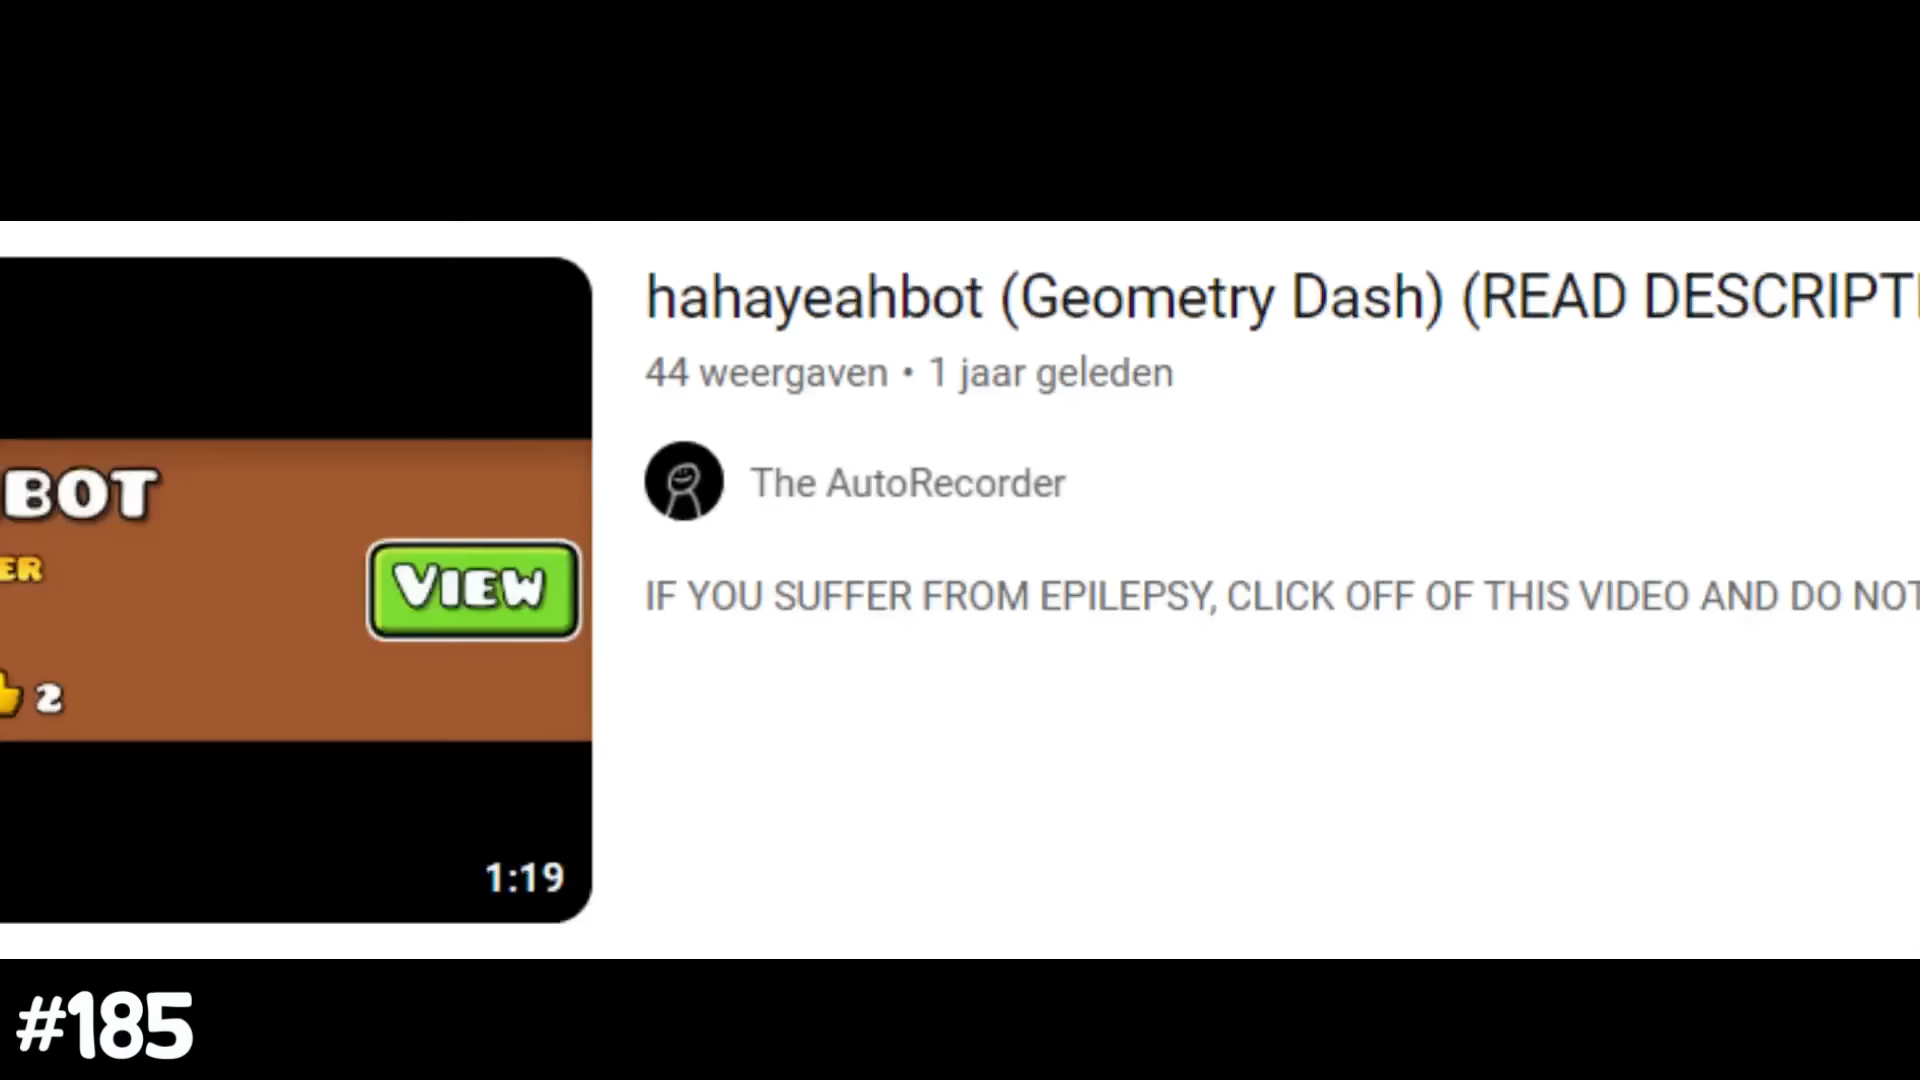 hahayeahbot (Geometry Dash) (READ DESCRIPTI
44 weergaven • 1 jaar geleden
The AutoRecorder
IF YOU SUFFER FROM EPILEPSY, CLICK OFF OF THIS VIDEO AND DO NOT
BOT
ER
VIEW
2
1:19
#185